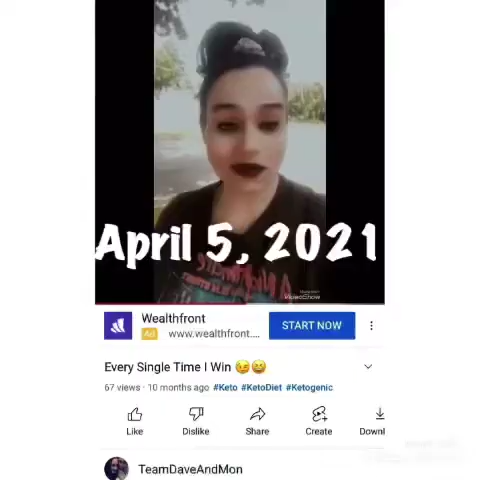 April 5, 2021
VideoShow
Wealthfront
Ad www.wealthfront....
START NOW
Every Single Time I Win 😉😆
67 views · 10 months ago #Keto #KetoDiet #Ketogenic
Like Dislike Share Create Downl
TeamDaveAndMon